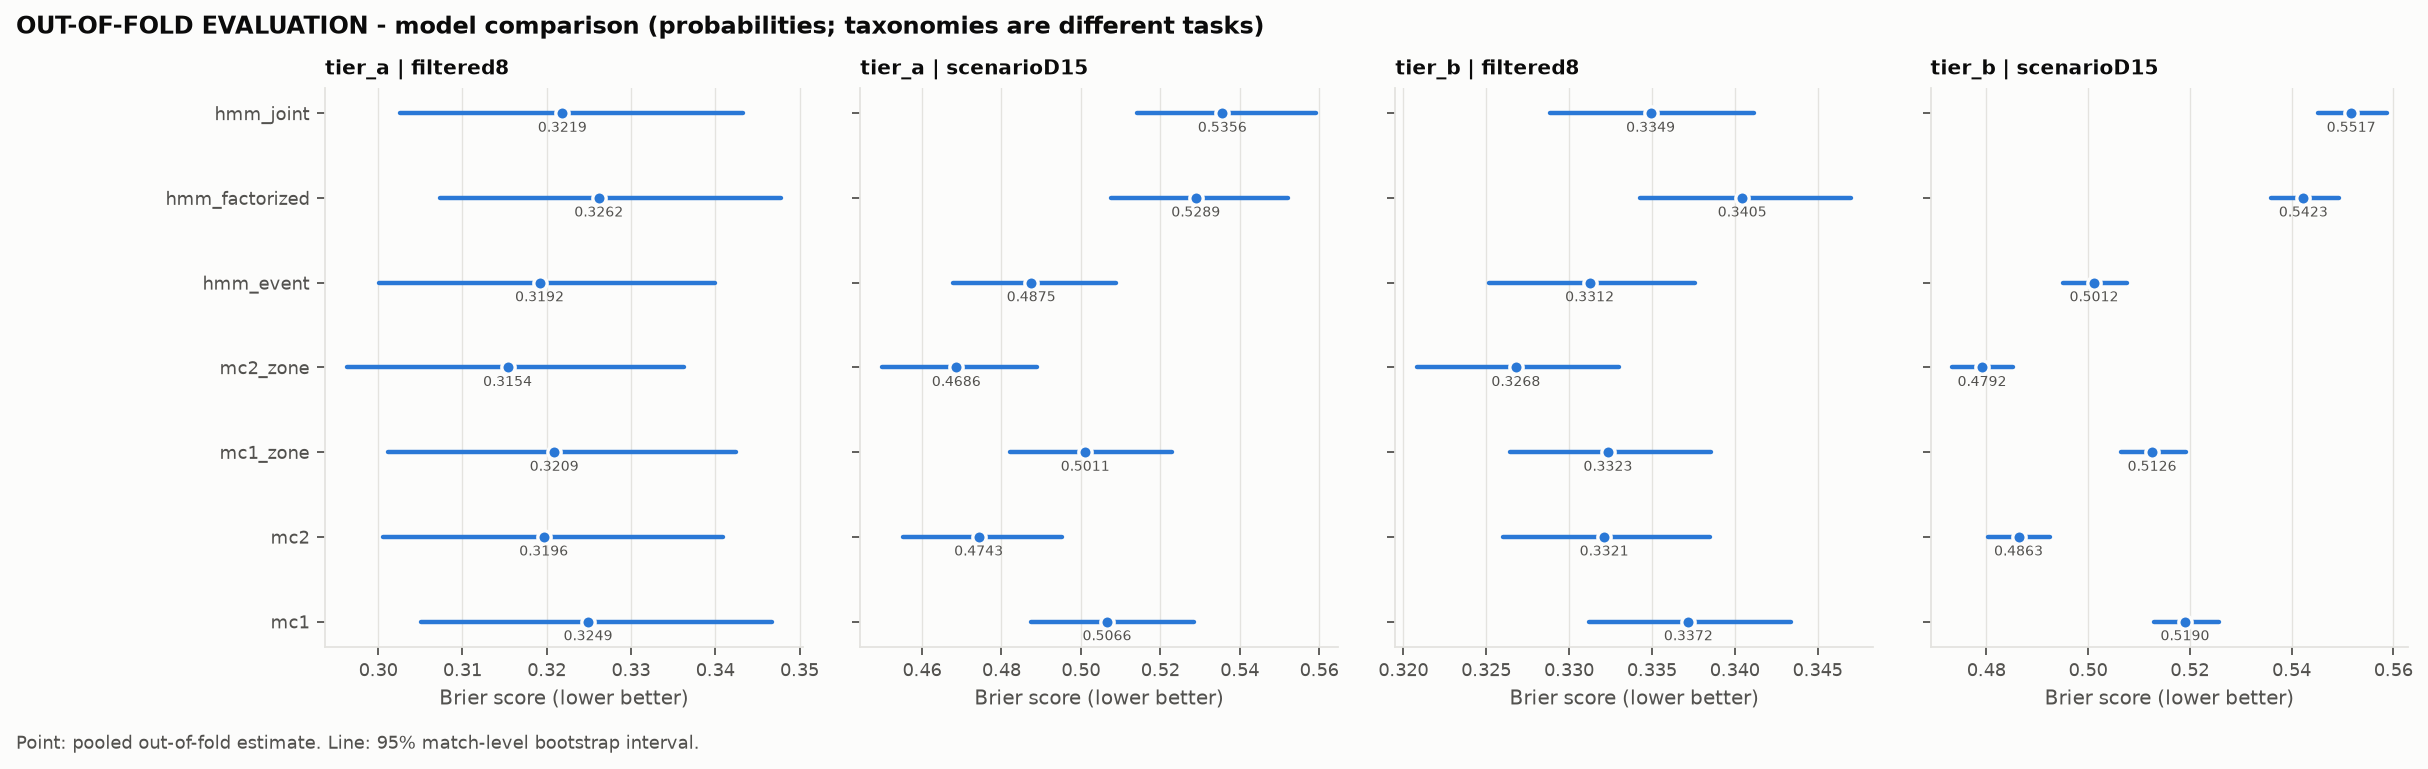 OUT-OF-FOLD EVALUATION - model comparison (probabilities; taxonomies are different tasks)
tier_a | filtered8
tier_a | scenarioD15
tier_b | filtered8
tier_b | scenarioD15
hmm_joint
0.3219
0.5356
0.3349
0.5517
hmm_factorized
0.3262
0.5289
0.3405
0.5423
hmm_event
0.3192
0.4875
0.3312
0.5012
mc2_zone
0.3154
0.4686
0.3268
0.4792
mc1_zone
0.3209
0.5011
0.3323
0.5126
mc2
0.3196
0.4743
0.3321
0.4863
mc1
0.3249
0.5066
0.3372
0.5190
0.30 0.31 0.32 0.33 0.34 0.35
0.46 0.48 0.50 0.52 0.54 0.56
0.320 0.325 0.330 0.335 0.340 0.345
0.48 0.50 0.52 0.54 0.56
Brier score (lower better)
Brier score (lower better)
Brier score (lower better)
Brier score (lower better)
Point: pooled out-of-fold estimate. Line: 95% match-level bootstrap interval.